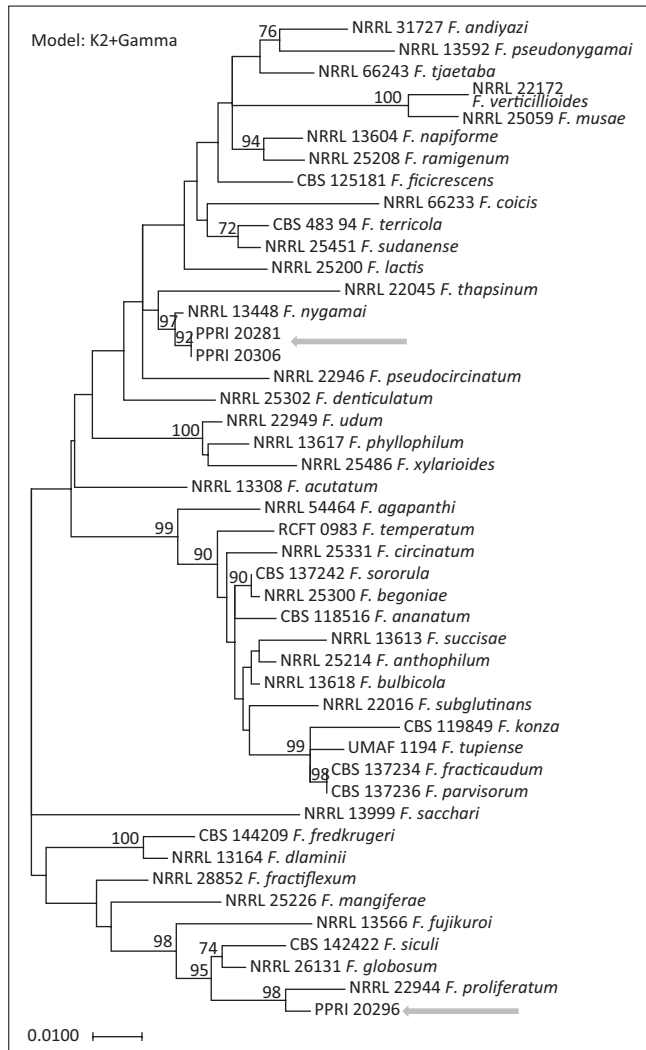 Model: K2+Gamma
76
NRRL 31727 F. andiyazi
NRRL 13592 F. pseudonygamai
NRRL 66243 F. tjaetaba
100
NRRL 22172
F. verticillioides
NRRL 25059 F. musae
94
NRRL 13604 F. napiforme
NRRL 25208 F. ramigenum
CBS 125181 F. ficicrescens
NRRL 66233 F. coicis
72
CBS 483 94 F. terricola
NRRL 25451 F. sudanense
NRRL 25200 F. lactis
NRRL 22045 F. thapsinum
97
NRRL 13448 F. nygamai
92
PPRI 20281
PPRI 20306
NRRL 22946 F. pseudocircinatum
NRRL 25302 F. denticulatum
100
NRRL 22949 F. udum
NRRL 13617 F. phyllophilum
NRRL 25486 F. xylarioides
NRRL 13308 F. acutatum
99
NRRL 54464 F. agapanthi
90
RCFT 0983 F. temperatum
NRRL 25331 F. circinatum
90
CBS 137242 F. sororula
NRRL 25300 F. begoniae
CBS 118516 F. ananatum
NRRL 13613 F. succisae
NRRL 25214 F. anthophilum
NRRL 13618 F. bulbicola
NRRL 22016 F. subglutinans
99
CBS 119849 F. konza
UMAF 1194 F. tupiense
98
CBS 137234 F. fracticaudum
CBS 137236 F. parvisorum
NRRL 13999 F. sacchari
100
CBS 144209 F. fredkrugeri
NRRL 13164 F. dlaminii
NRRL 28852 F. fractiflexum
NRRL 25226 F. mangiferae
98
NRRL 13566 F. fujikuroi
74
CBS 142422 F. siculi
95
NRRL 26131 F. globosum
98
NRRL 22944 F. proliferatum
PPRI 20296
0.0100